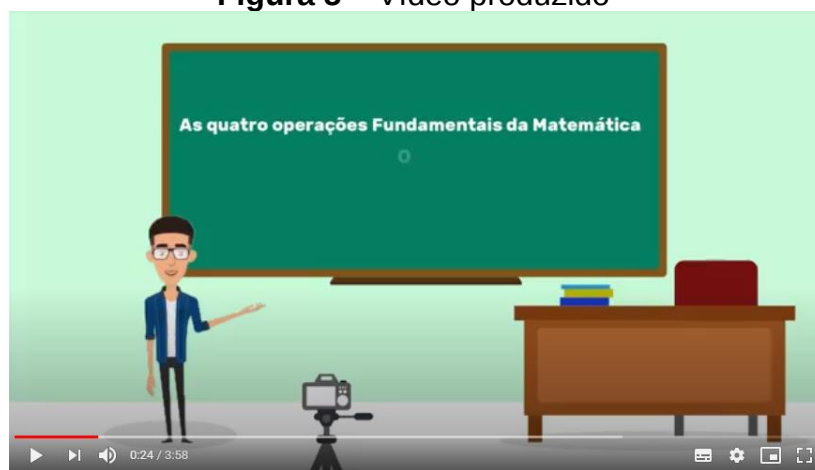 Figura 3 – Vídeo produzido
As quatro operações Fundamentais da Matemática
O
0:24 / 3:58